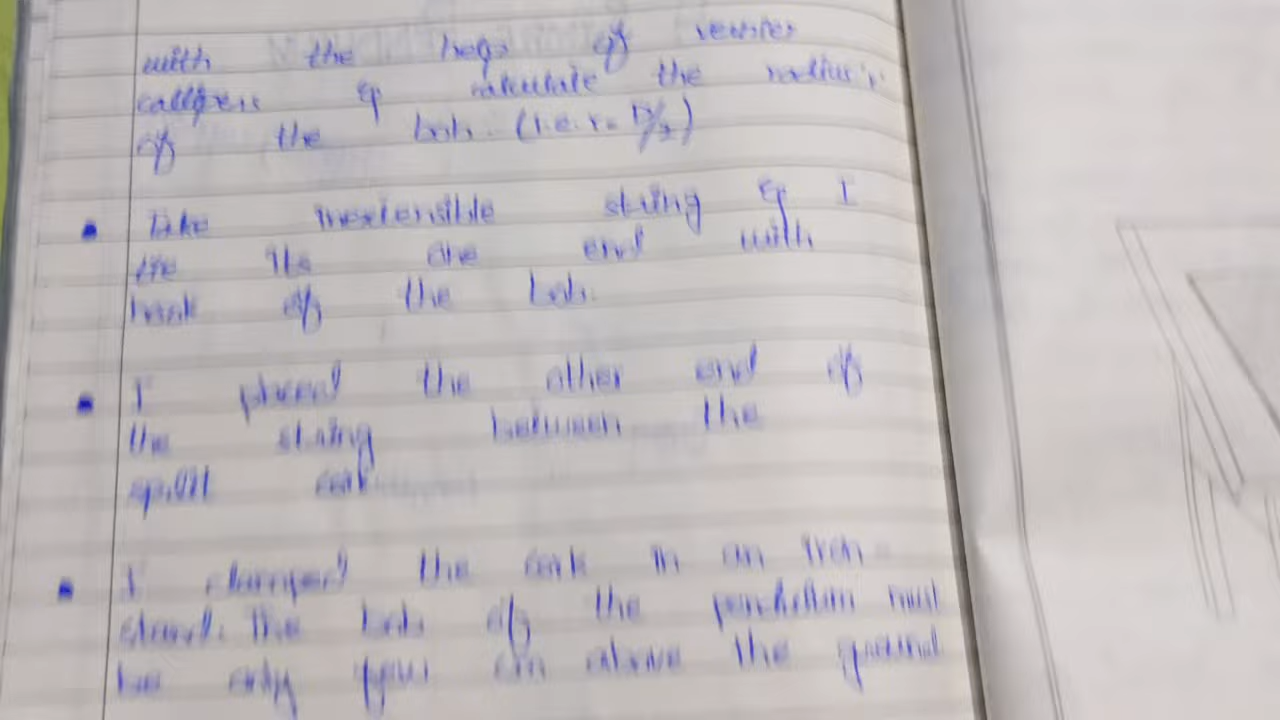 with the help of vernier
callipers & calculate the radius
of the bob. (i.e. r = D/2)
Take inextensible string & I
tie its one end with
hook of the bob.
I placed the other end of
the string between the
split cork
I clamped the cork in an iron
stand. The bob of the pendulum must
be only few cm above the ground